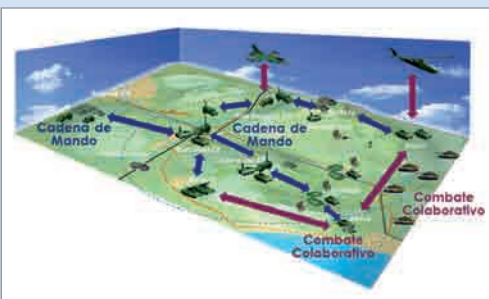 Cadena de
Mando
Cadena de
Mando
Combate
Colaborativo
Combate
Colaborativo